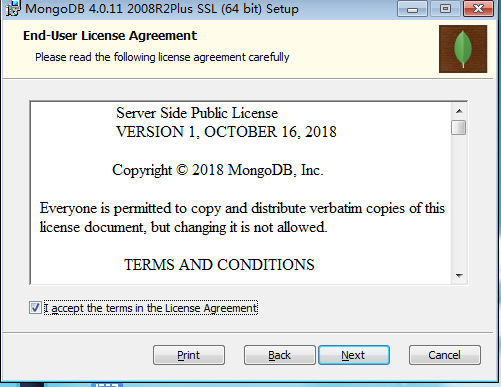 MongoDB 4.0.11 2008R2Plus SSL (64 bit) Setup
End-User License Agreement
Please read the following license agreement carefully
Server Side Public License
VERSION 1, OCTOBER 16, 2018
Copyright © 2018 MongoDB, Inc.
Everyone is permitted to copy and distribute verbatim copies of this
license document, but changing it is not allowed.
TERMS AND CONDITIONS
I accept the terms in the License Agreement
Print Back Next Cancel